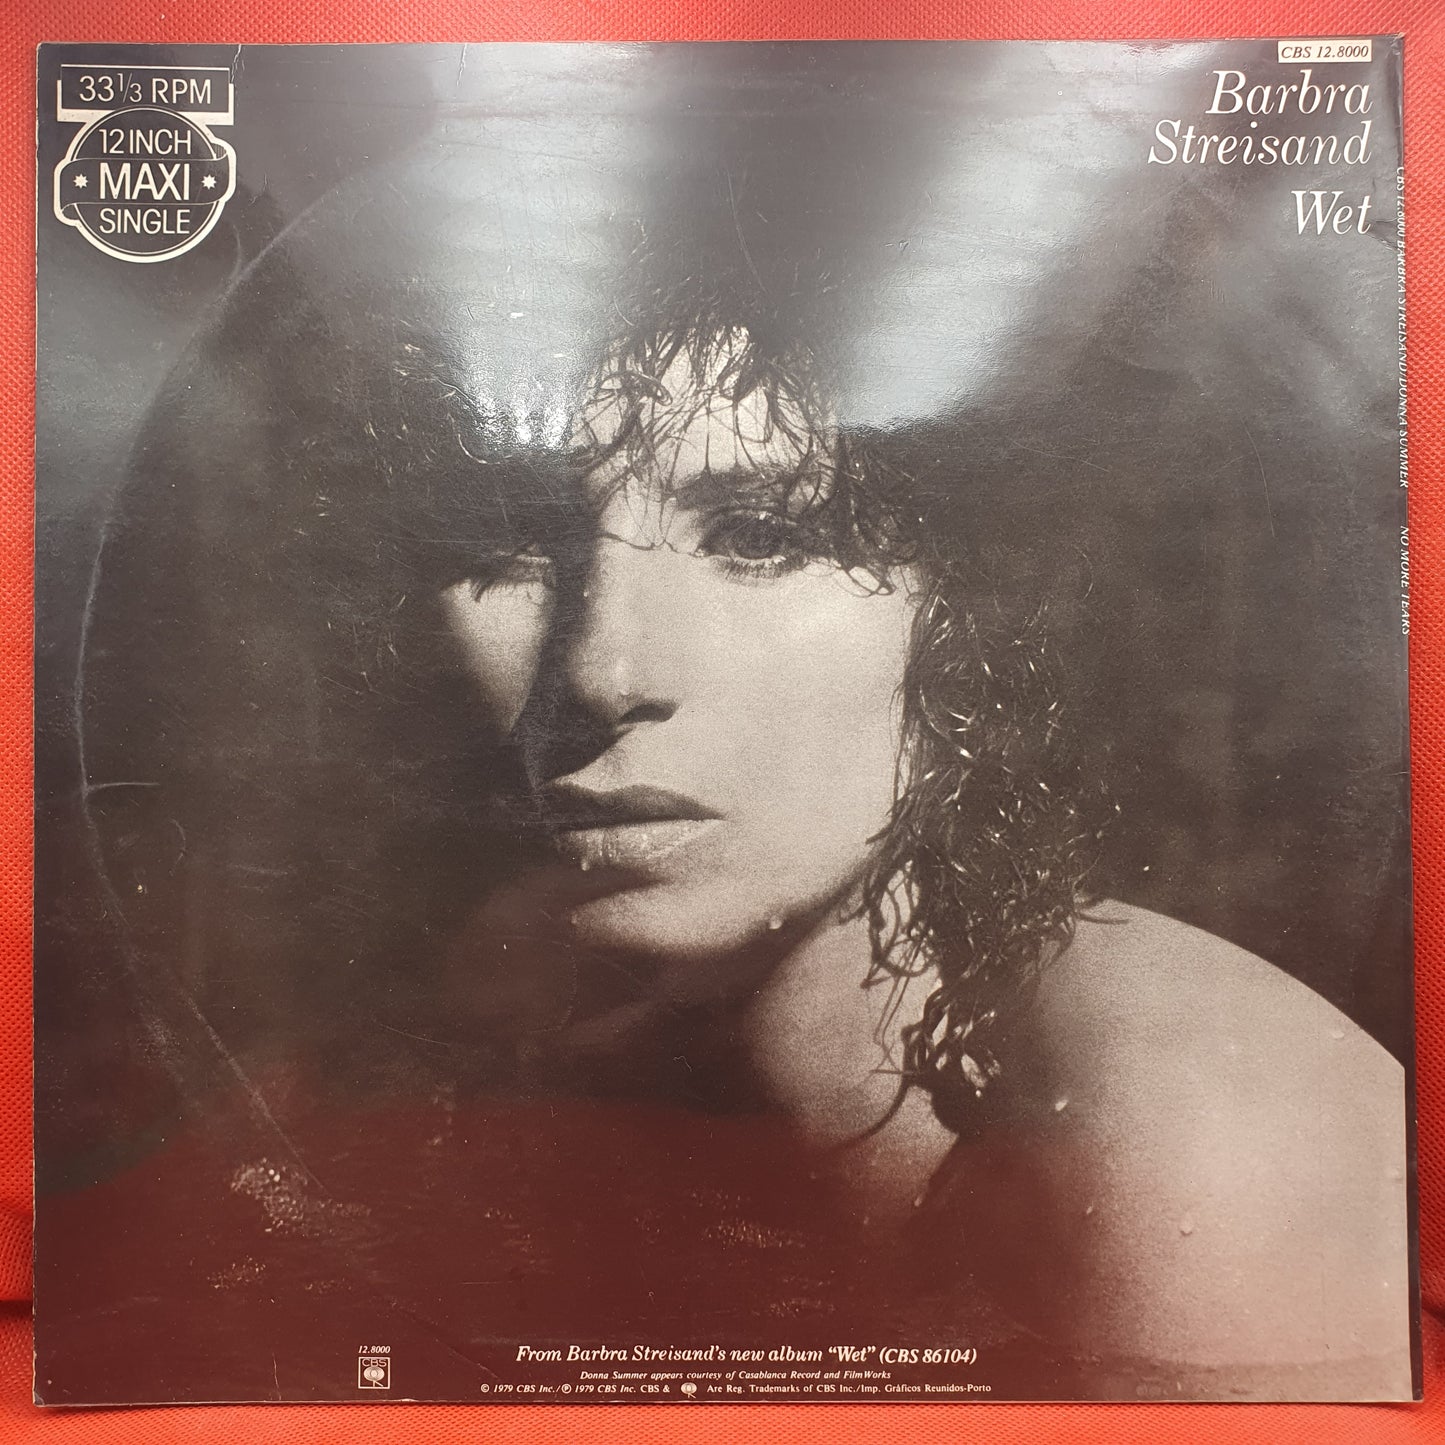 33 1/3 RPM
12 INCH
* MAXI *
SINGLE
CBS 12.8000
Barbra
Streisand
Wet
CBS 12.8000 BARBRA STREISAND/DONNA SUMMER NO MORE TEARS
12.8000
CBS
From Barbra Streisand's new album "Wet" (CBS 86104)
Donna Summer appears courtesy of Casablanca Record and FilmWorks
© 1979 CBS Inc./℗ 1979 CBS Inc. CBS & Are Reg. Trademarks of CBS Inc./Imp. Gráficos Reunidos-Porto